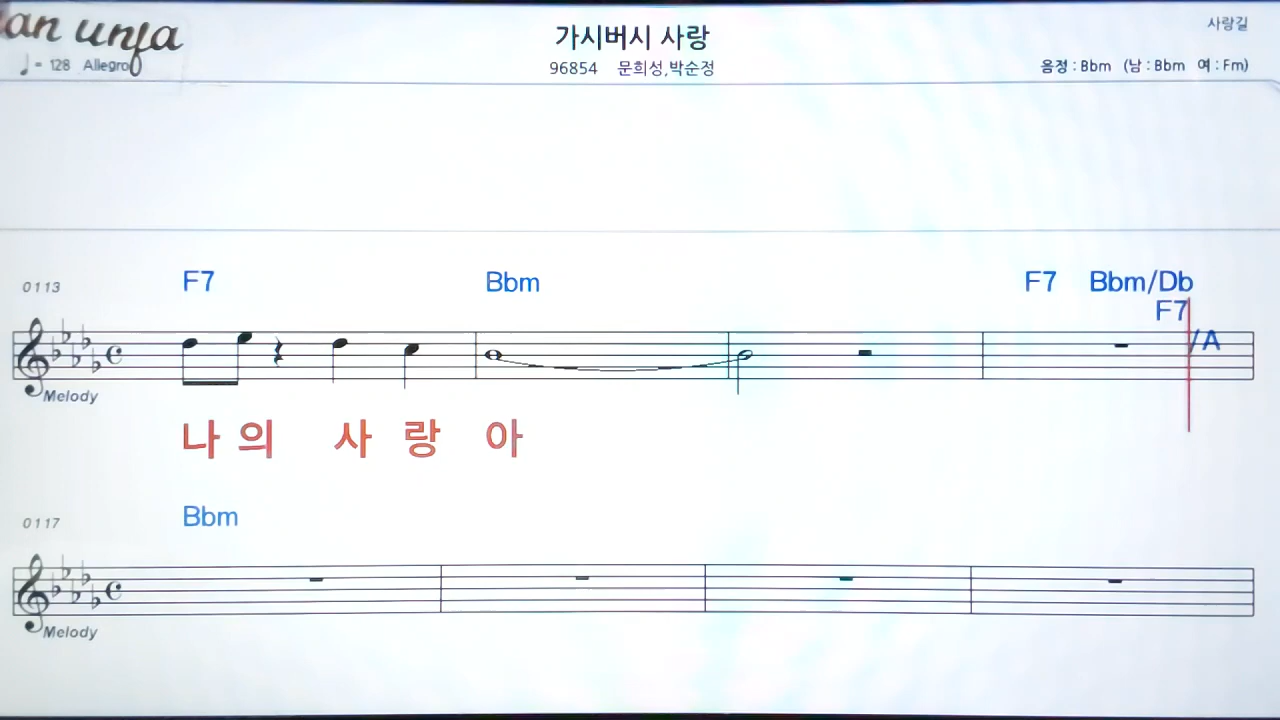 an unfa
가시버시 사랑
사랑길
♩ = 128 Allegro
96854 문희성,박순정
음정 : Bbm (남 : Bbm 여 : Fm)
F7 Bbm F7 Bbm/Db
F7/A
0113
Melody
나 의 사 랑 아
Bbm
0117
Melody